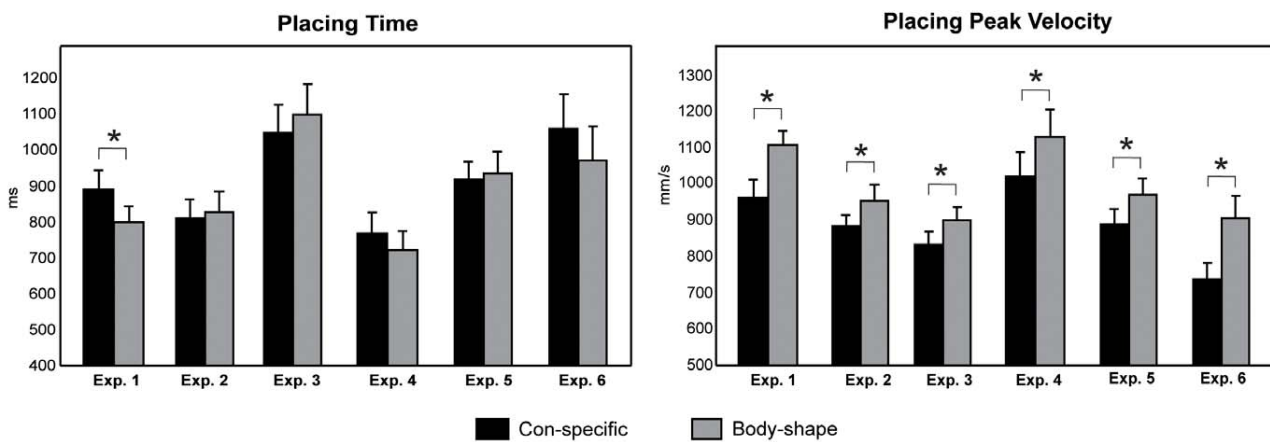 Placing Time
1200
1100
1000
900
800
700
600
500
400
ms
*
Exp. 1 Exp. 2 Exp. 3 Exp. 4 Exp. 5 Exp. 6
Placing Peak Velocity
1300
1200
1100
1000
900
800
700
600
500
mm/s
* * * * * *
Exp. 1 Exp. 2 Exp. 3 Exp. 4 Exp. 5 Exp. 6
Con-specific Body-shape